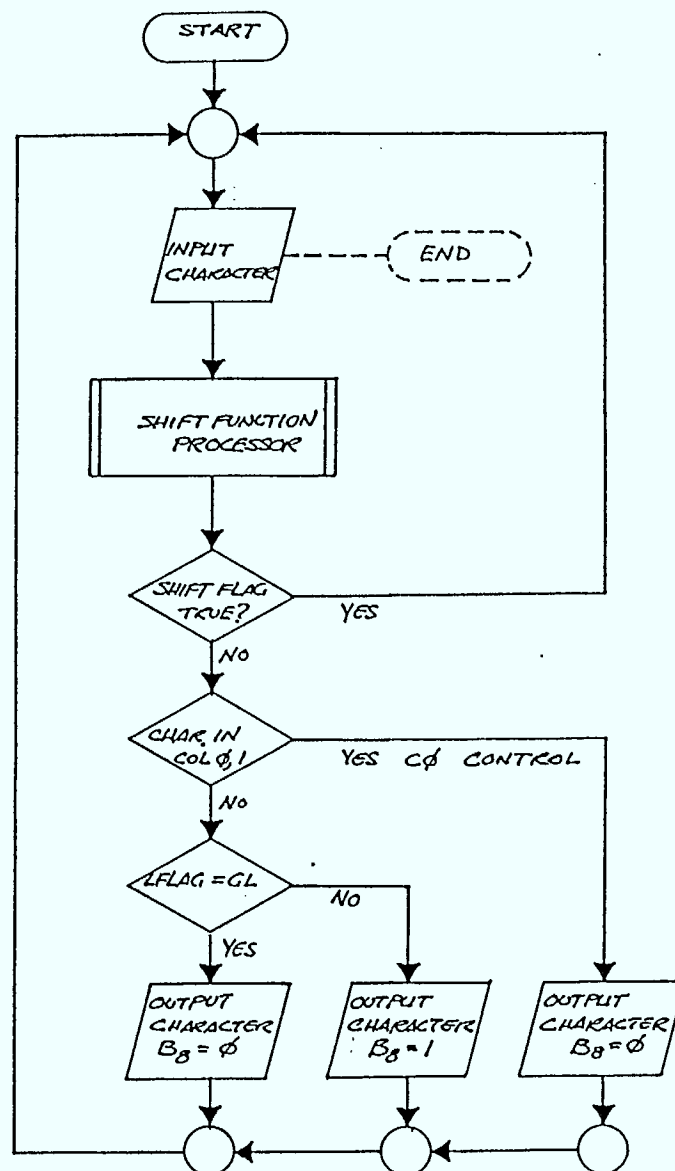 START
INPUT
CHARACTER
END
SHIFT FUNCTION
PROCESSOR
SHIFT FLAG
TRUE?
YES
NO
CHAR. IN
COL Ø, 1
YES CØ CONTROL
NO
LFLAG = GL
NO
YES
OUTPUT
CHARACTER
B8 = Ø
OUTPUT
CHARACTER
B8 = 1
OUTPUT
CHARACTER
B8 = Ø